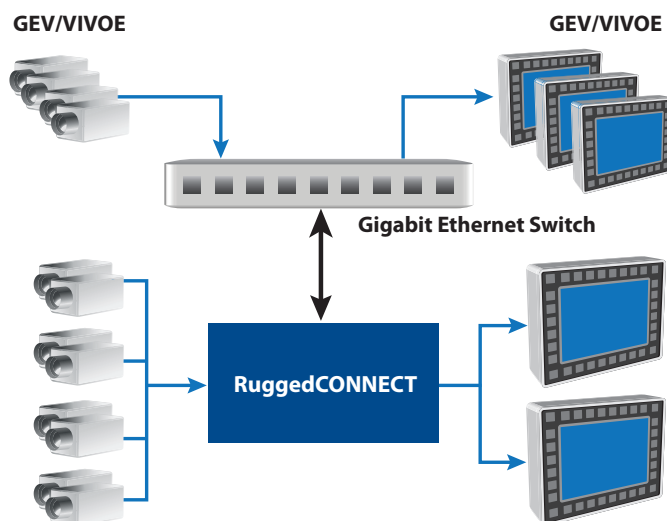 GEV/VIVOE
GEV/VIVOE
Gigabit Ethernet Switch
RuggedCONNECT